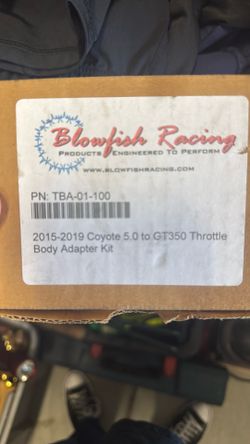 Blowfish Racing
PRODUCTS ENGINEERED TO PERFORM
WWW.BLOWFISHRACING.COM
PN: TBA-01-100
2015-2019 Coyote 5.0 to GT350 Throttle
Body Adapter Kit